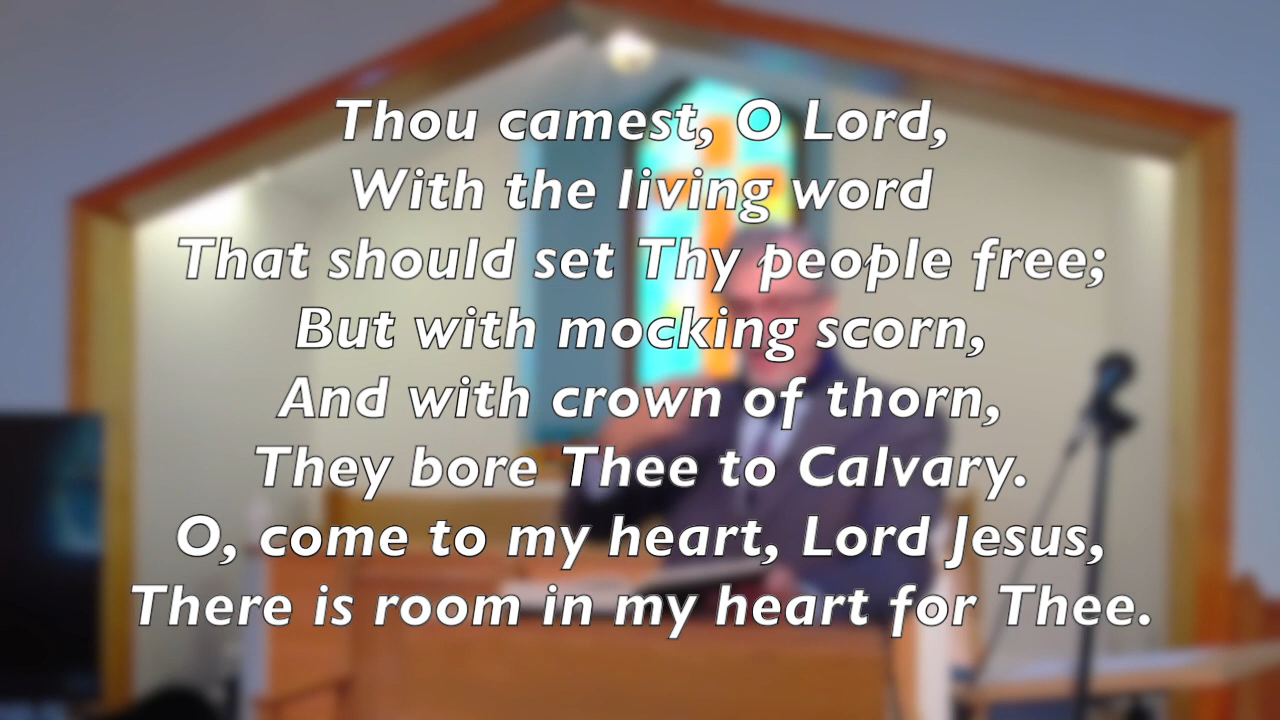 Thou camest, O Lord,
With the living word
That should set Thy people free;
But with mocking scorn,
And with crown of thorn,
They bore Thee to Calvary.
O, come to my heart, Lord Jesus,
There is room in my heart for Thee.